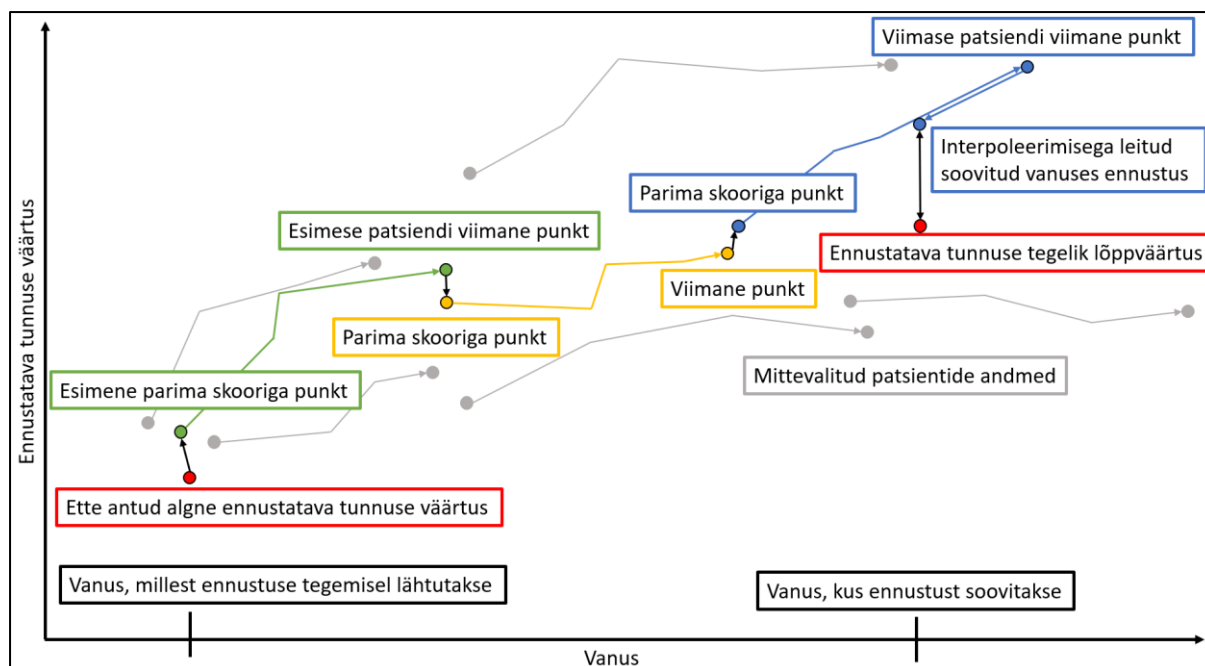 Viimase patsiendi viimane punkt
Interpoleerimisega leitud
soovitud vanuses ennustus
Parima skooriga punkt
Esimese patsiendi viimane punkt
Ennustatava tunnuse tegelik lõppväärtus
Viimane punkt
Parima skooriga punkt
Mittevalitud patsientide andmed
Esimene parima skooriga punkt
Ette antud algne ennustatava tunnuse väärtus
Vanus, millest ennustuse tegemisel lähtutakse
Vanus, kus ennustust soovitakse
Ennustatava tunnuse väärtus
Vanus